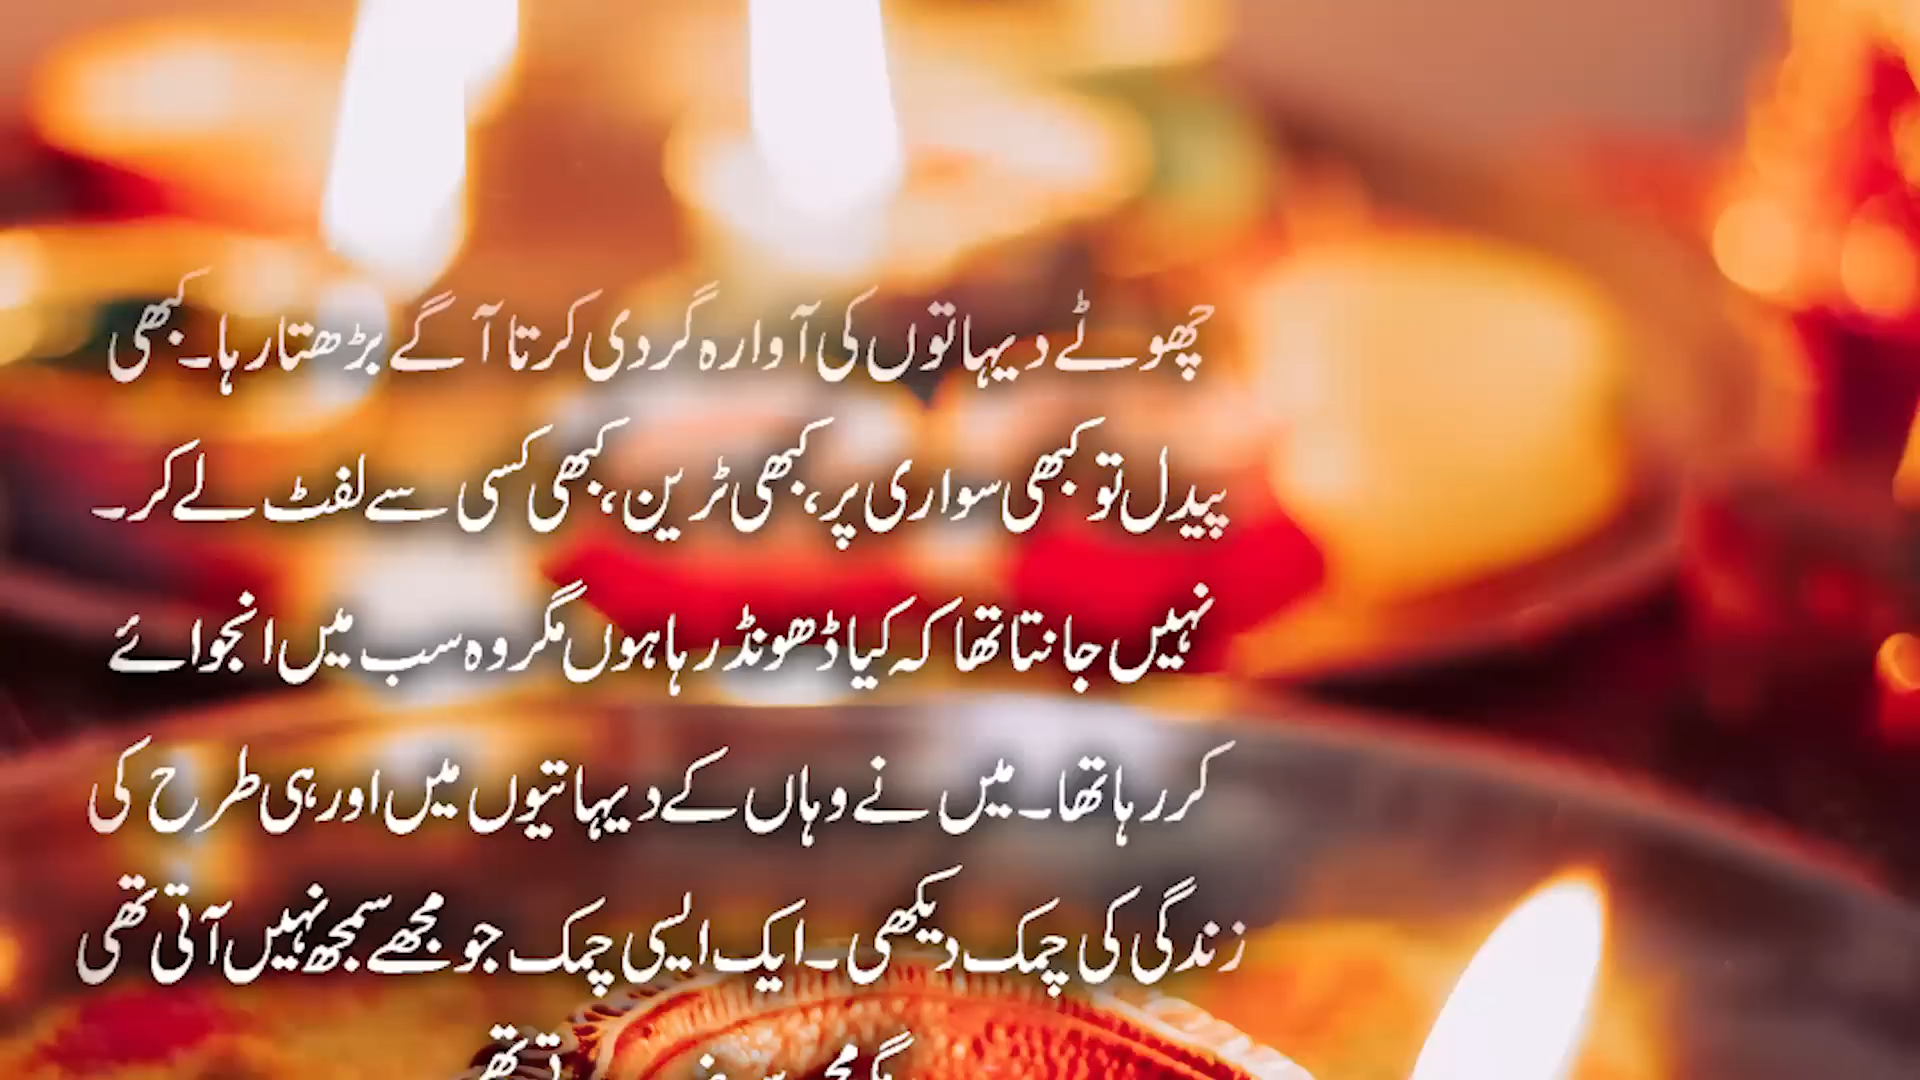 چھوٹے دیہاتوں کی آوارہ گردی کرتا آگے بڑھتا رہا۔ کبھی
پیدل تو کبھی سواری پر، کبھی ٹرین، کبھی کسی سے لفٹ لے کر۔
نہیں جانتا تھا کہ کیا ڈھونڈ رہا ہوں مگر وہ سب میں انجوائے
کر رہا تھا۔ میں نے وہاں کے دیہاتیوں میں اور ہی طرح کی
زندگی کی چمک دیکھی۔ ایک ایسی چمک جو مجھے سمجھ نہیں آتی تھی